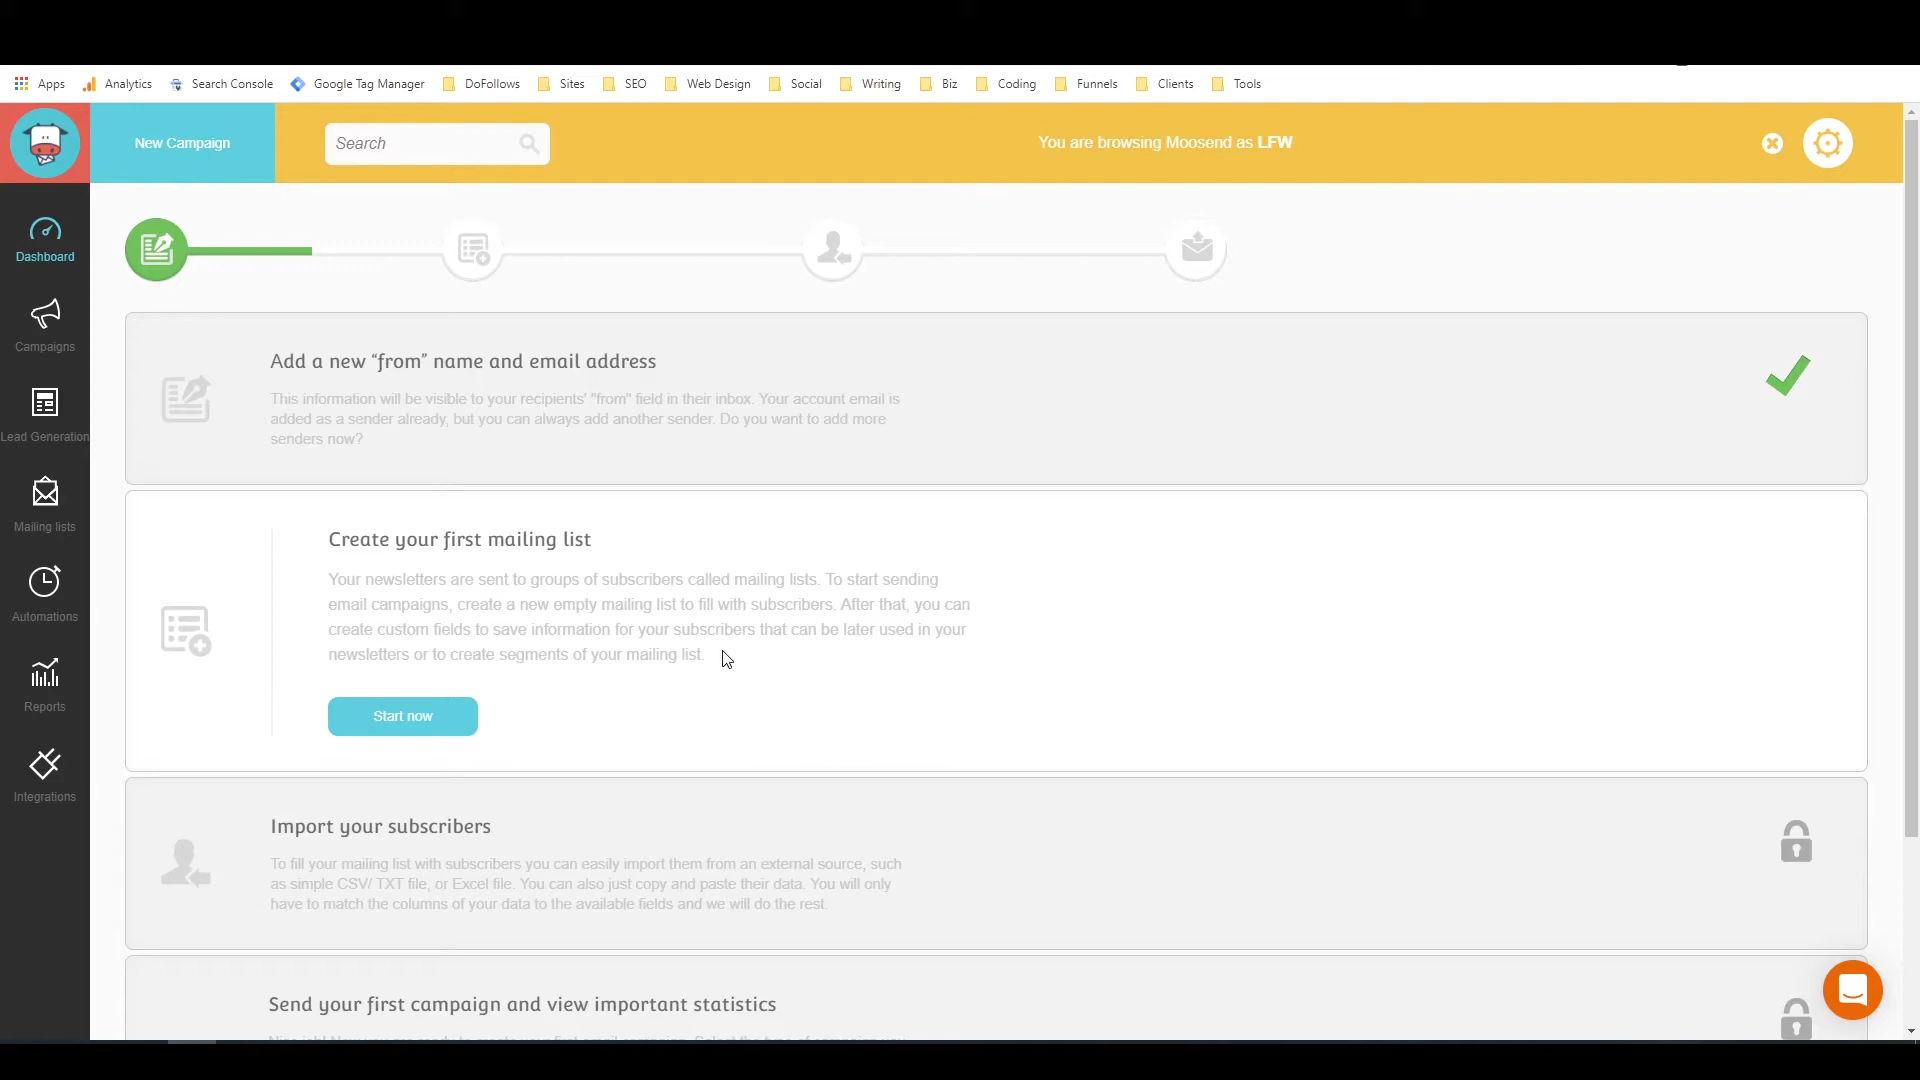 Apps Analytics Search Console Google Tag Manager DoFollows Sites SEO Web Design Social Writing Biz Coding Funnels Clients Tools
New Campaign
Search
You are browsing Moosend as LFW
Dashboard
Campaigns
Lead Generation
Mailing lists
Automations
Reports
Integrations
Add a new “from” name and email address
This information will be visible to your recipients' "from" field in their inbox. Your account email is
added as a sender already, but you can always add another sender. Do you want to add more
senders now?
Create your first mailing list
Your newsletters are sent to groups of subscribers called mailing lists. To start sending
email campaigns, create a new empty mailing list to fill with subscribers. After that, you can
create custom fields to save information for your subscribers that can be later used in your
newsletters or to create segments of your mailing list.
Start now
Import your subscribers
To fill your mailing list with subscribers you can easily import them from an external source, such
as simple CSV/ TXT file, or Excel file. You can also just copy and paste their data. You will only
have to match the columns of your data to the available fields and we will do the rest.
Send your first campaign and view important statistics